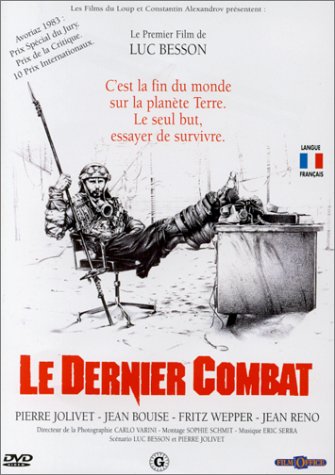 Les Films du Loup et Constantin Alexandrov présentent :
Avoriaz 1983 :
Prix Spécial du Jury.
Prix de la Critique.
10 Prix Internationaux.
Le Premier Film de
LUC BESSON
C'est la fin du monde
sur la planète Terre.
Le seul but,
essayer de survivre.
LANGUE
FRANÇAIS
LE DERNIER COMBAT
PIERRE JOLIVET - JEAN BOUISE - FRITZ WEPPER - JEAN RENO
Directeur de la Photographie CARLO VARINI - Montage SOPHIE SCHMIT - Musique ERIC SERRA
Scénario LUC BESSON et PIERRE JOLIVET
DVD
VIDEO
G
FILM OFFICE